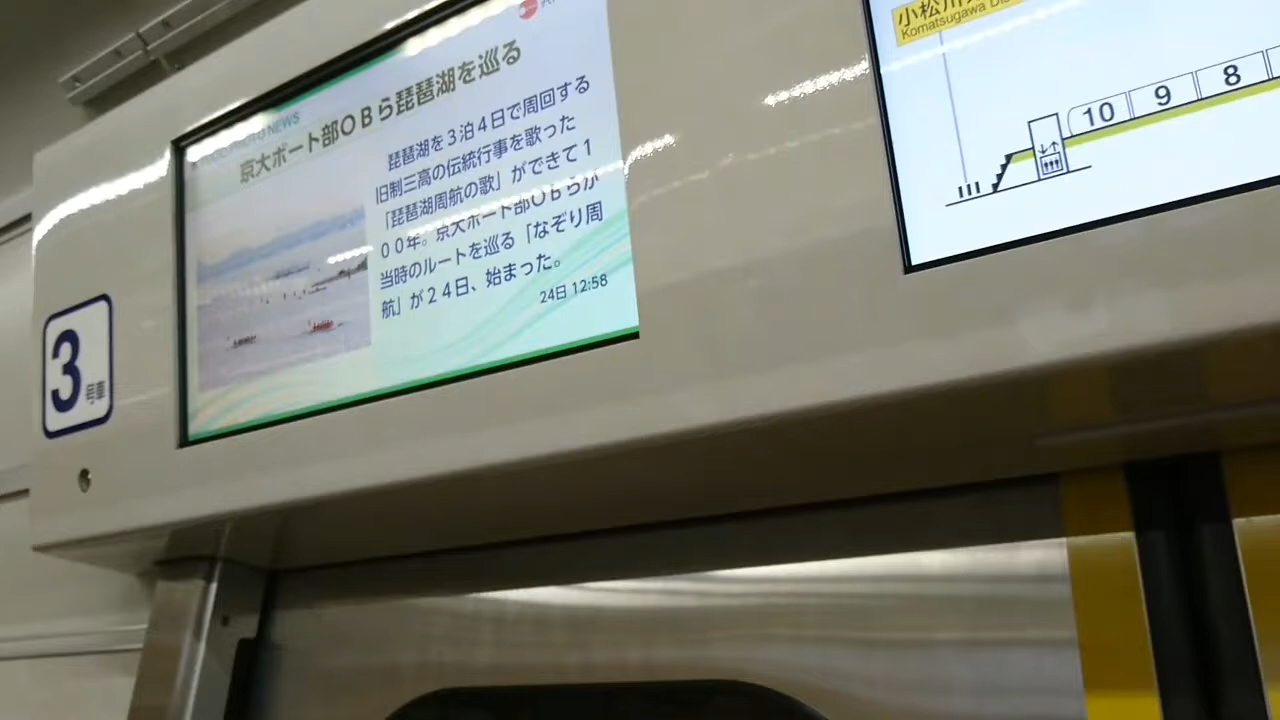 NEWS
京大ボート部ＯＢら琵琶湖を巡る
琵琶湖を３泊４日で周回する
旧制三高の伝統行事を歌った
「琵琶湖周航の歌」ができて１
００年。京大ボート部ＯＢらが
当時のルートを巡る「なぞり周
航」が２４日、始まった。
24日 12:58
3
号車
小松川
Komatsugawa
10
9
8